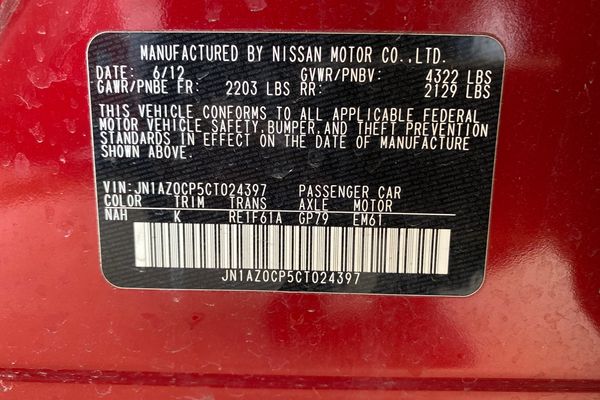 MANUFACTURED BY NISSAN MOTOR CO.,LTD.
DATE: 6/12 GVWR/PNBV: 4322 LBS
GAWR/PNBE FR: 2203 LBS RR: 2129 LBS
THIS VEHICLE CONFORMS TO ALL APPLICABLE FEDERAL
MOTOR VEHICLE SAFETY,BUMPER,AND THEFT PREVENTION
STANDARDS IN EFFECT ON THE DATE OF MANUFACTURE
SHOWN ABOVE.
VIN:JN1AZ0CP5CT024397 PASSENGER CAR
COLOR TRIM TRANS AXLE MOTOR
NAH K RE1F61A GP79 EM61
JN1AZ0CP5CT024397